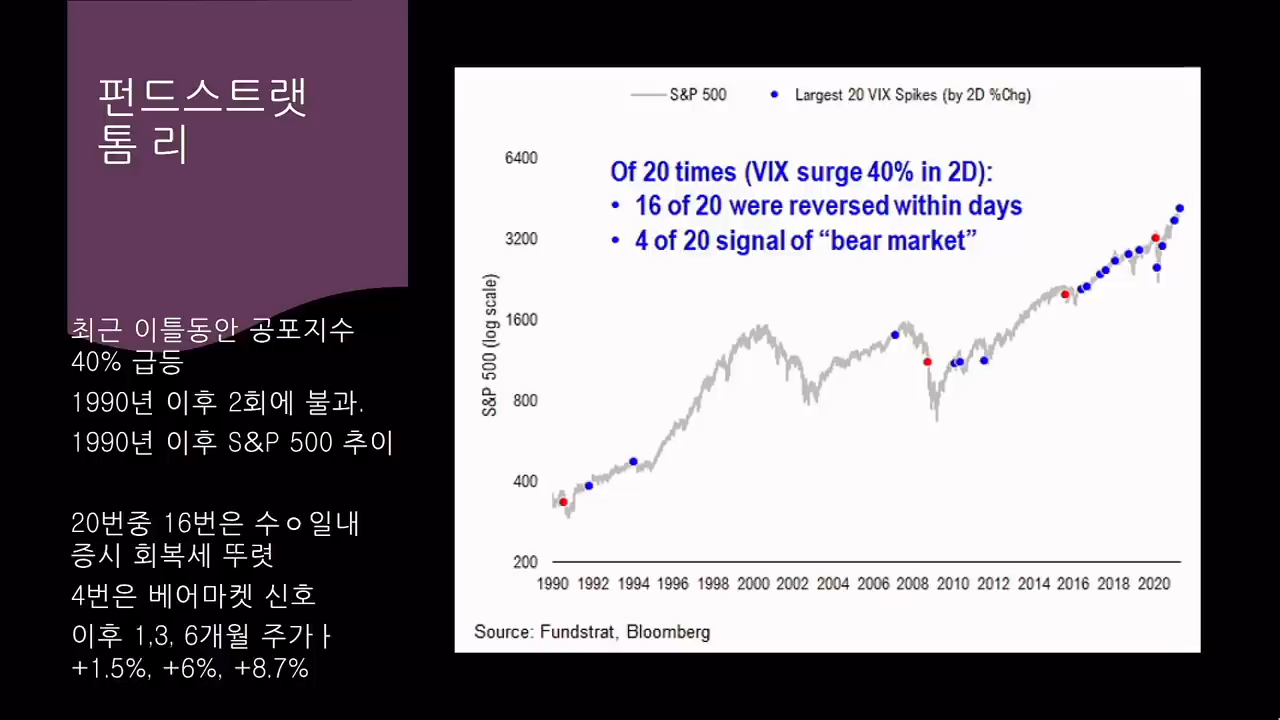 펀드스트랫
톰 리
최근 이틀동안 공포지수
40% 급등
1990년 이후 2회에 불과.
1990년 이후 S&P 500 추이
20번중 16번은 수ㅇ일내
증시 회복세 뚜렷
4번은 베어마켓 신호
이후 1,3, 6개월 주가ㅏ
+1.5%, +6%, +8.7%
S&P 500
Largest 20 VIX Spikes (by 2D %Chg)
Of 20 times (VIX surge 40% in 2D):
• 16 of 20 were reversed within days
• 4 of 20 signal of “bear market”
S&P 500 (log scale)
6400
3200
1600
800
400
200
1990 1992 1994 1996 1998 2000 2002 2004 2006 2008 2010 2012 2014 2016 2018 2020
Source: Fundstrat, Bloomberg